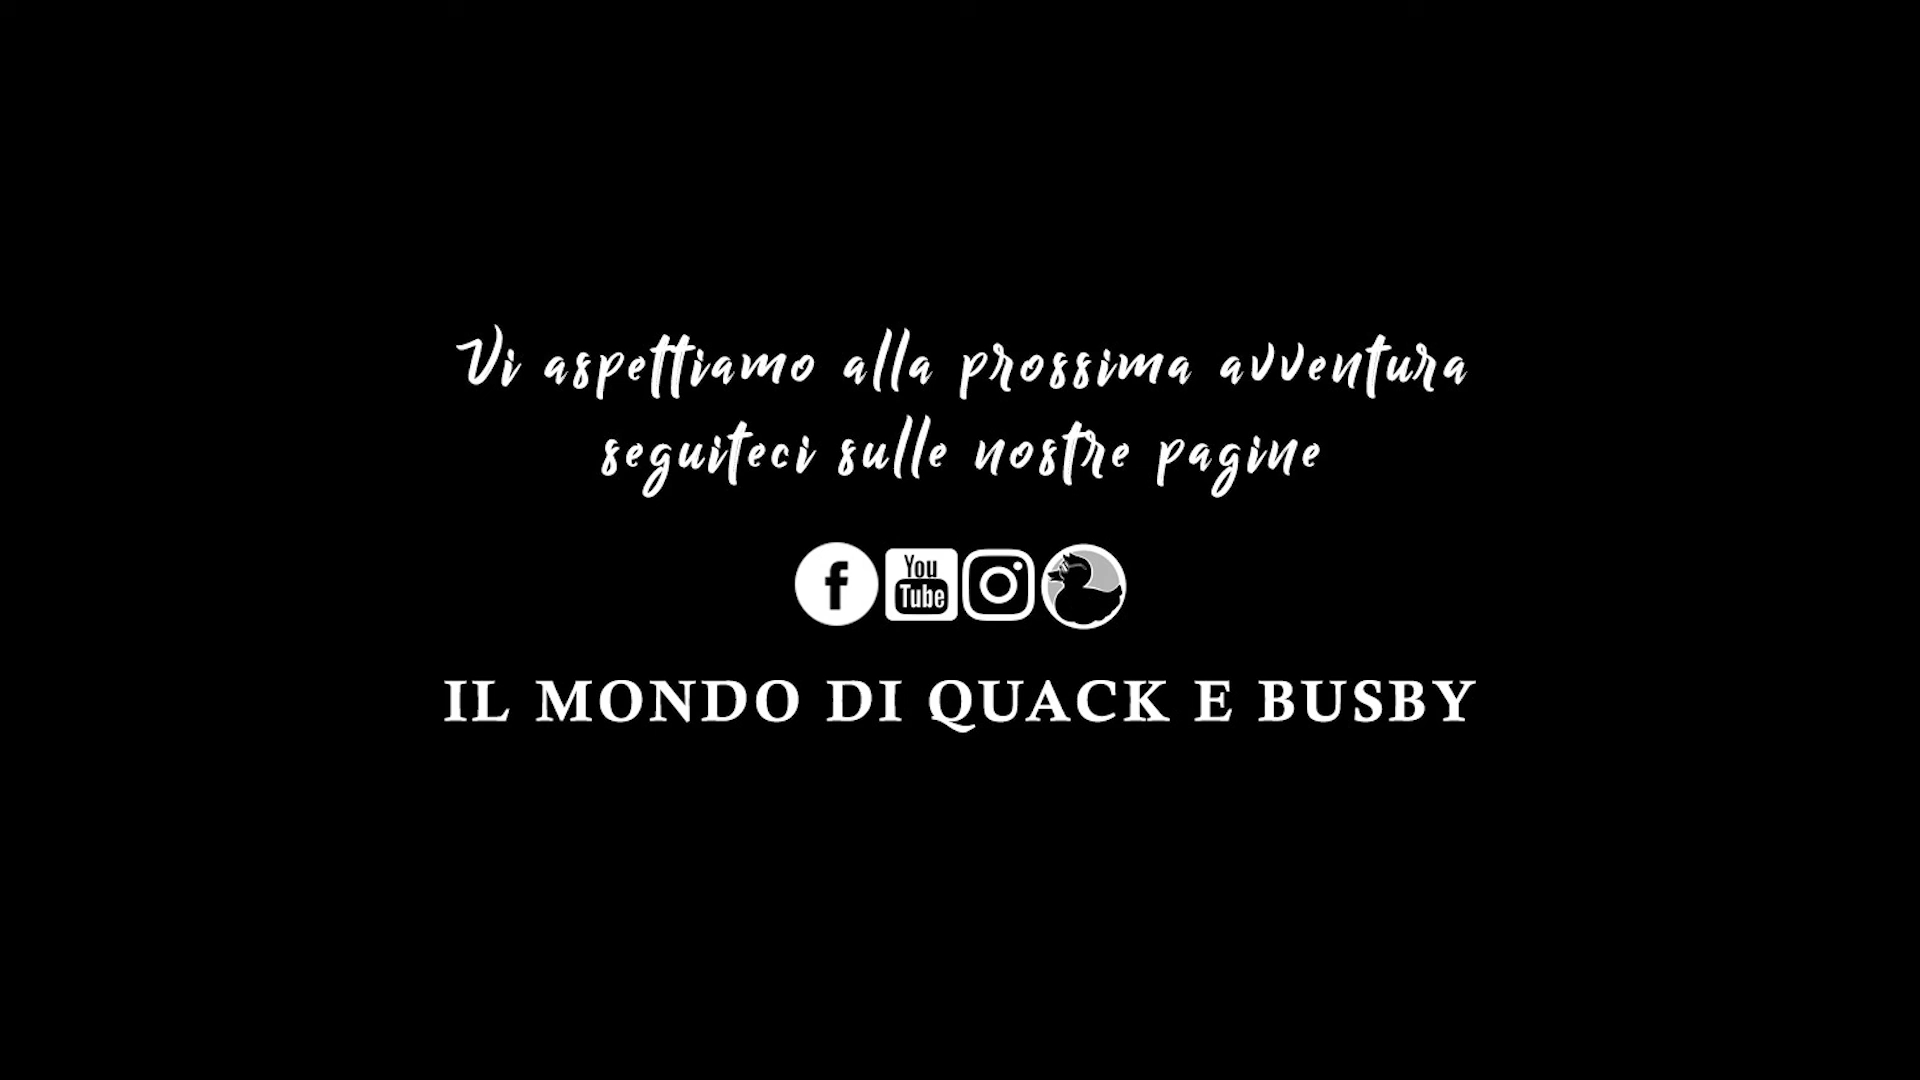 Vi aspettiamo alla prossima avventura
seguiteci sulle nostre pagine
f You Tube
IL MONDO DI QUACK E BUSBY